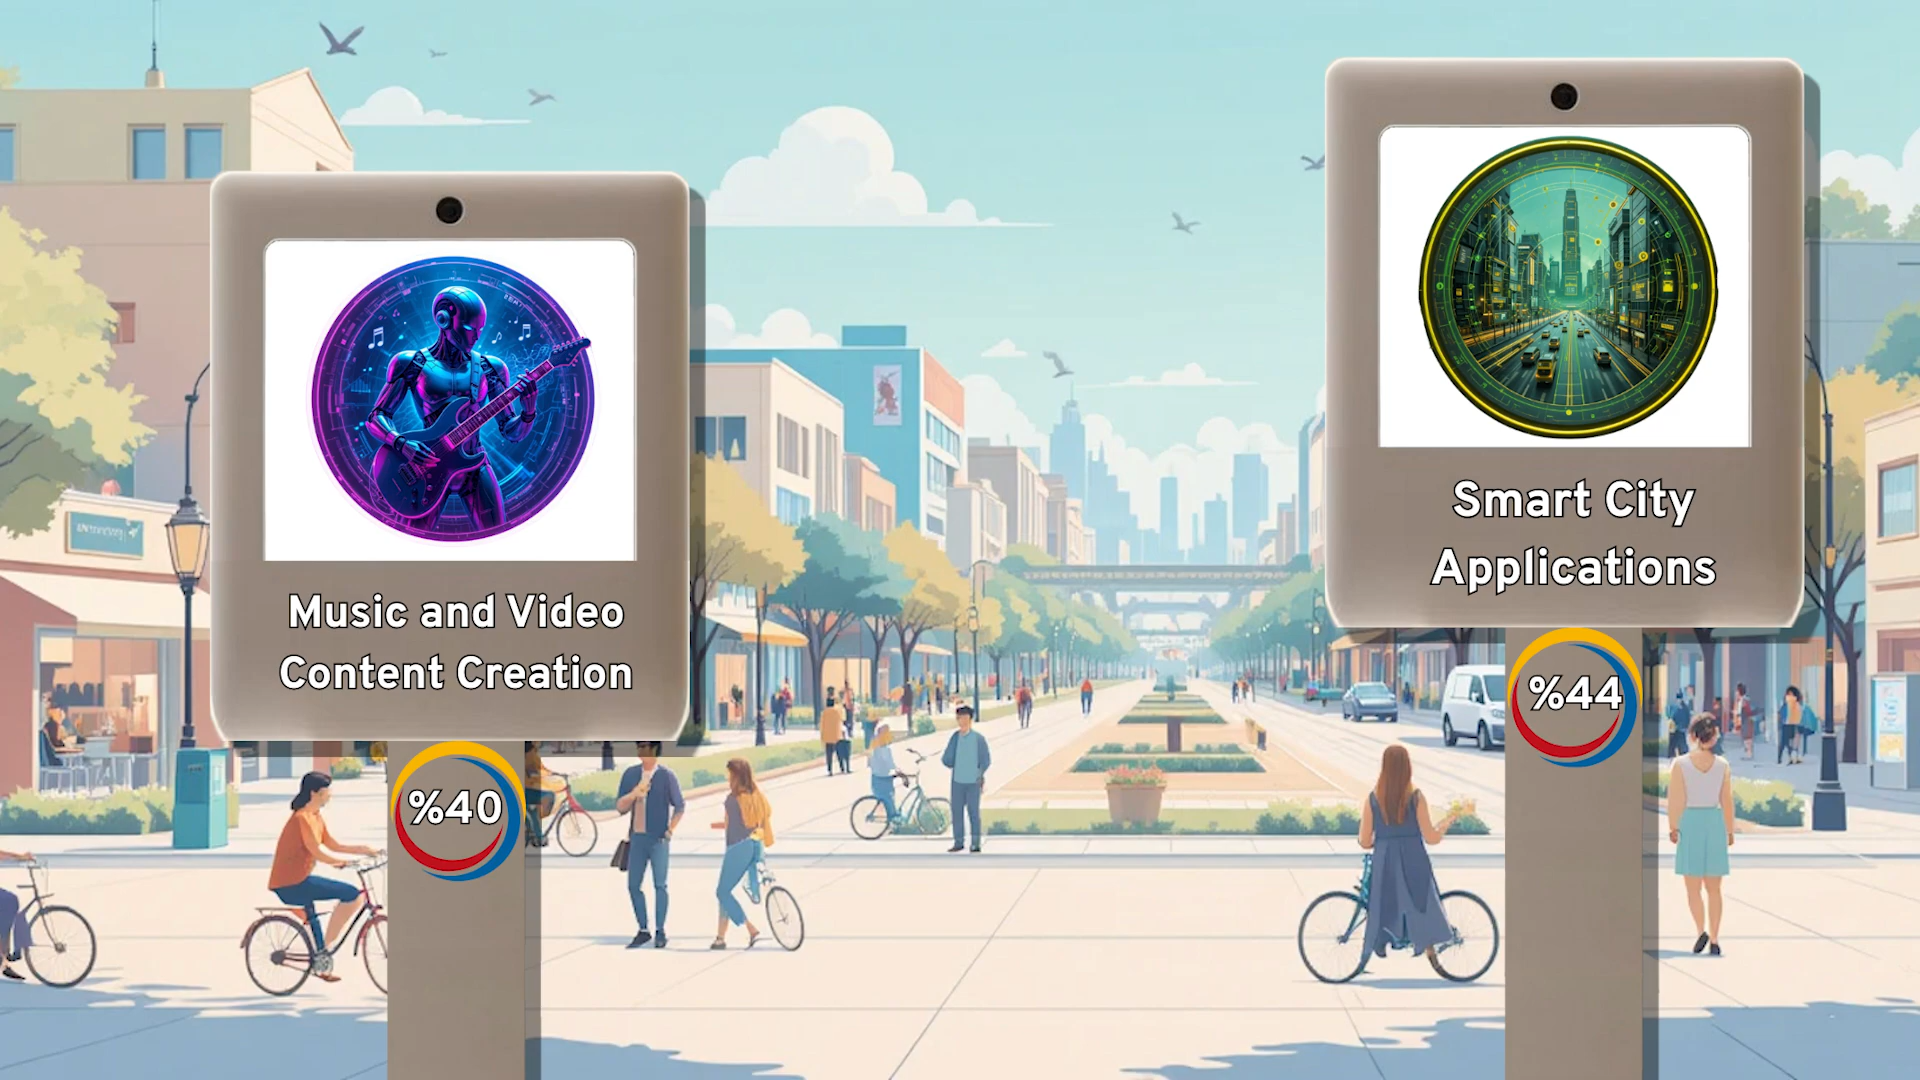 Music and Video
Content Creation
%40
Smart City
Applications
%44